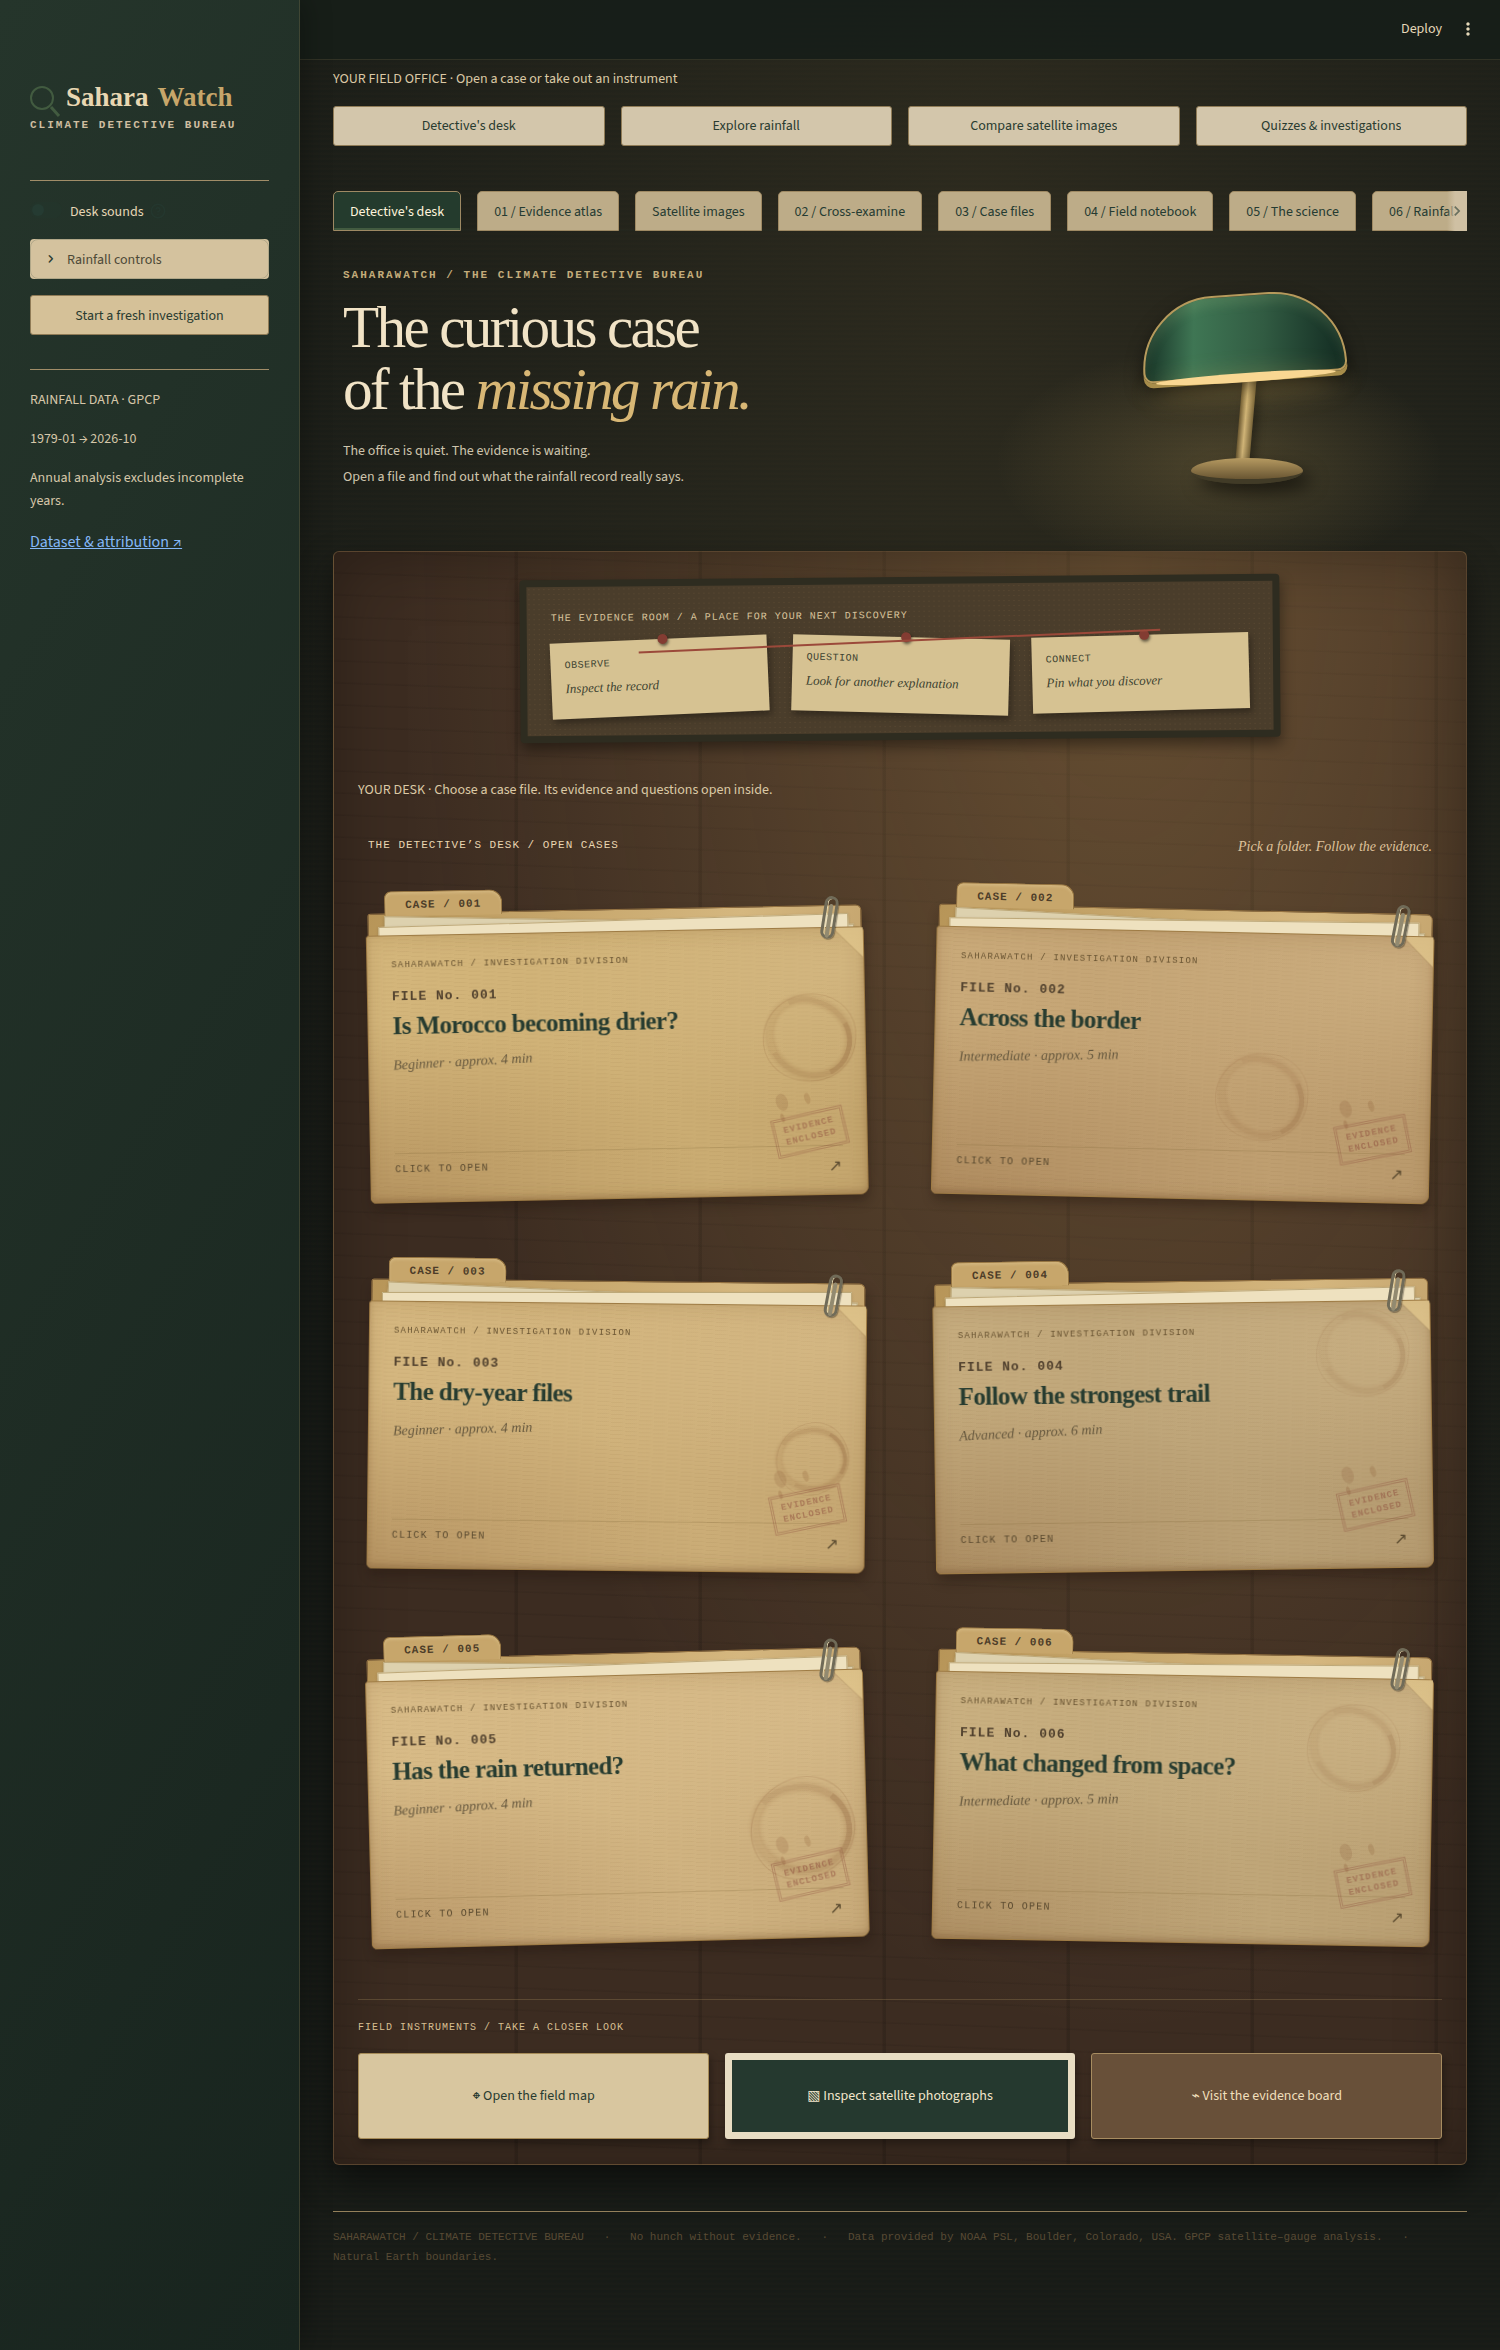 Deploy
Sahara Watch
CLIMATE DETECTIVE BUREAU
Desk sounds
Rainfall controls
Start a fresh investigation
RAINFALL DATA · GPCP
1979-01 → 2026-10
Annual analysis excludes incomplete
years.
Dataset & attribution ↗
YOUR FIELD OFFICE · Open a case or take out an instrument
Detective's desk
Explore rainfall
Compare satellite images
Quizzes & investigations
Detective's desk
01 / Evidence atlas
Satellite images
02 / Cross-examine
03 / Case files
04 / Field notebook
05 / The science
06 / Rainfal
SAHARAWATCH / THE CLIMATE DETECTIVE BUREAU
The curious case
of the missing rain.
The office is quiet. The evidence is waiting.
Open a file and find out what the rainfall record really says.
THE EVIDENCE ROOM / A PLACE FOR YOUR NEXT DISCOVERY
OBSERVE
Inspect the record
QUESTION
Look for another explanation
CONNECT
Pin what you discover
YOUR DESK · Choose a case file. Its evidence and questions open inside.
THE DETECTIVE’S DESK / OPEN CASES
Pick a folder. Follow the evidence.
CASE / 001
SAHARAWATCH / INVESTIGATION DIVISION
FILE No. 001
Is Morocco becoming drier?
Beginner · approx. 4 min
EVIDENCE
ENCLOSED
CLICK TO OPEN
↗
CASE / 002
SAHARAWATCH / INVESTIGATION DIVISION
FILE No. 002
Across the border
Intermediate · approx. 5 min
EVIDENCE
ENCLOSED
CLICK TO OPEN
↗
CASE / 003
SAHARAWATCH / INVESTIGATION DIVISION
FILE No. 003
The dry-year files
Beginner · approx. 4 min
EVIDENCE
ENCLOSED
CLICK TO OPEN
↗
CASE / 004
SAHARAWATCH / INVESTIGATION DIVISION
FILE No. 004
Follow the strongest trail
Advanced · approx. 6 min
EVIDENCE
ENCLOSED
CLICK TO OPEN
↗
CASE / 005
SAHARAWATCH / INVESTIGATION DIVISION
FILE No. 005
Has the rain returned?
Beginner · approx. 4 min
EVIDENCE
ENCLOSED
CLICK TO OPEN
↗
CASE / 006
SAHARAWATCH / INVESTIGATION DIVISION
FILE No. 006
What changed from space?
Intermediate · approx. 5 min
EVIDENCE
ENCLOSED
CLICK TO OPEN
↗
FIELD INSTRUMENTS / TAKE A CLOSER LOOK
⌖ Open the field map
▧ Inspect satellite photographs
⌁ Visit the evidence board
SAHARAWATCH / CLIMATE DETECTIVE BUREAU · No hunch without evidence. · Data provided by NOAA PSL, Boulder, Colorado, USA. GPCP satellite–gauge analysis. ·
Natural Earth boundaries.